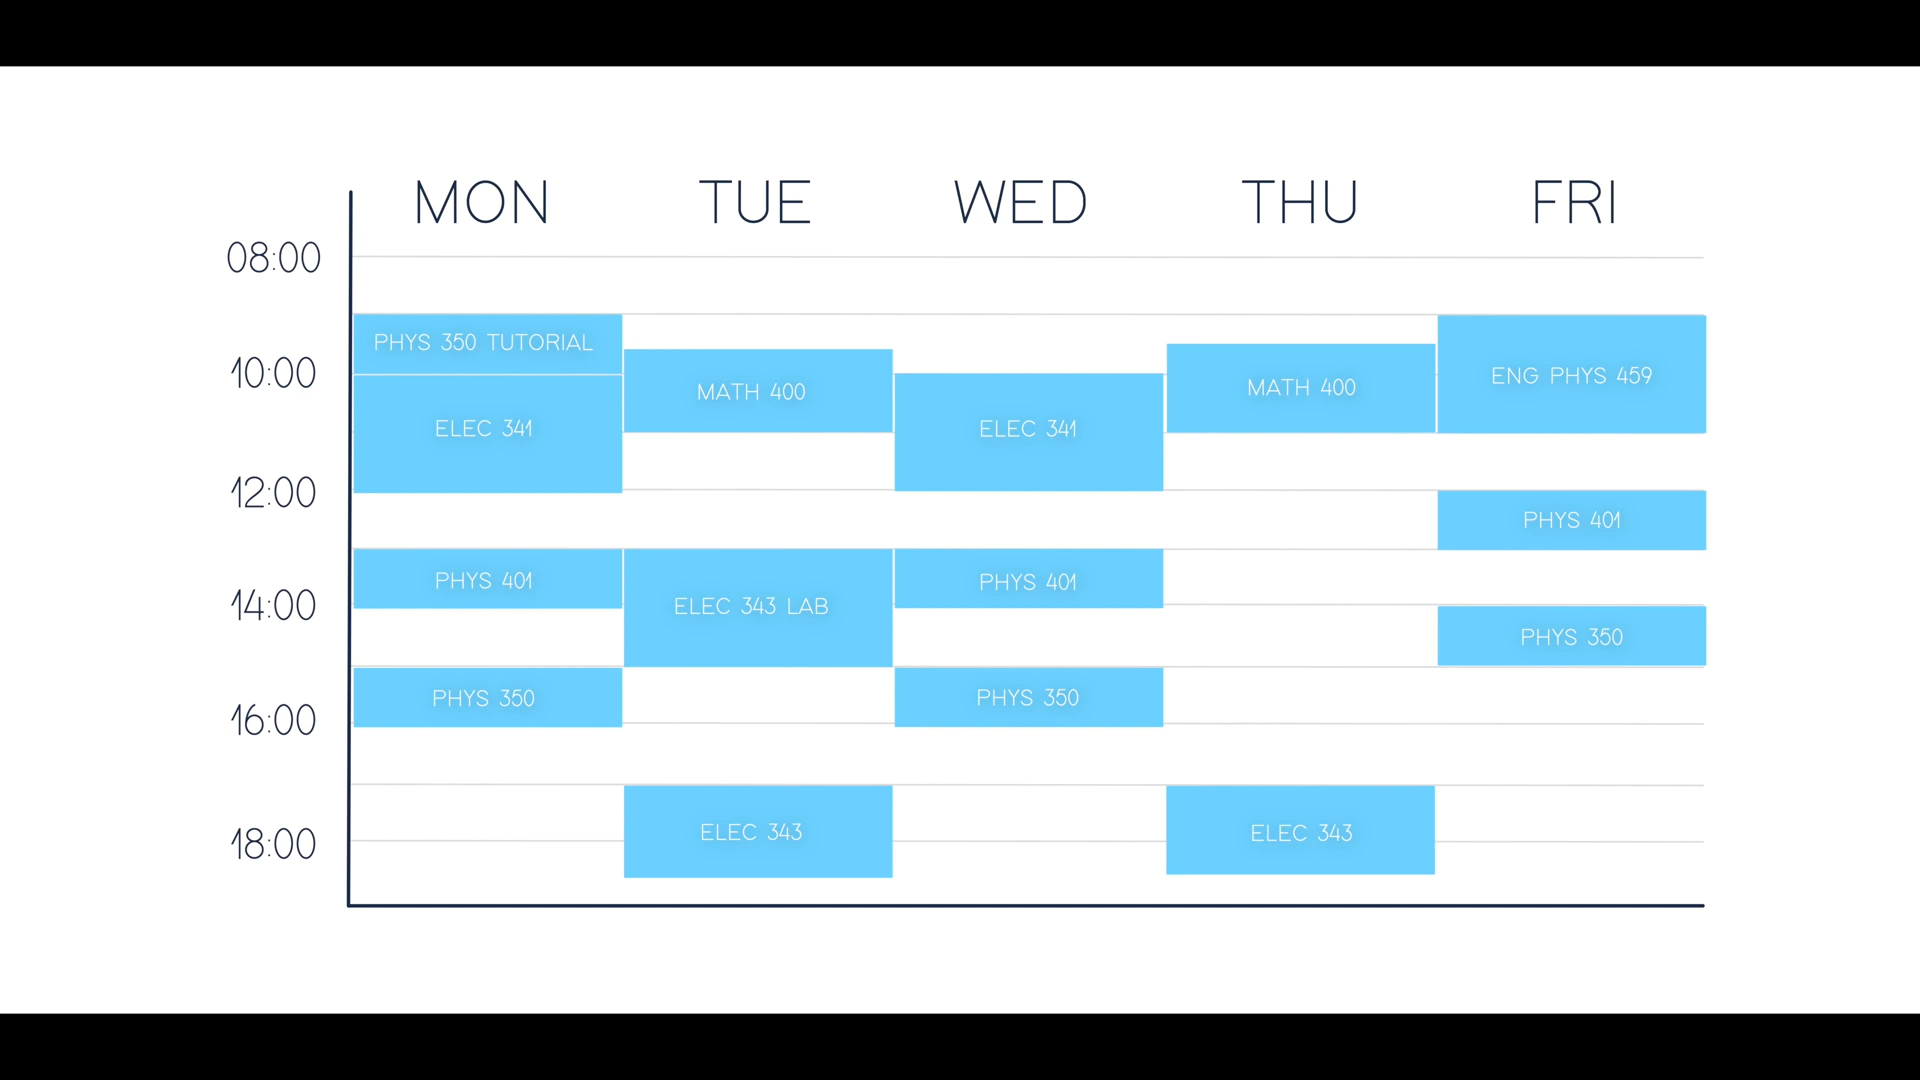 MON TUE WED THU FRI
08:00
PHYS 350 TUTORIAL
10:00
MATH 400
MATH 400
ENG PHYS 459
ELEC 341
ELEC 341
12:00
PHYS 401
PHYS 401
ELEC 343 LAB
PHYS 401
14:00
PHYS 350
PHYS 350
PHYS 350
16:00
ELEC 343
ELEC 343
18:00